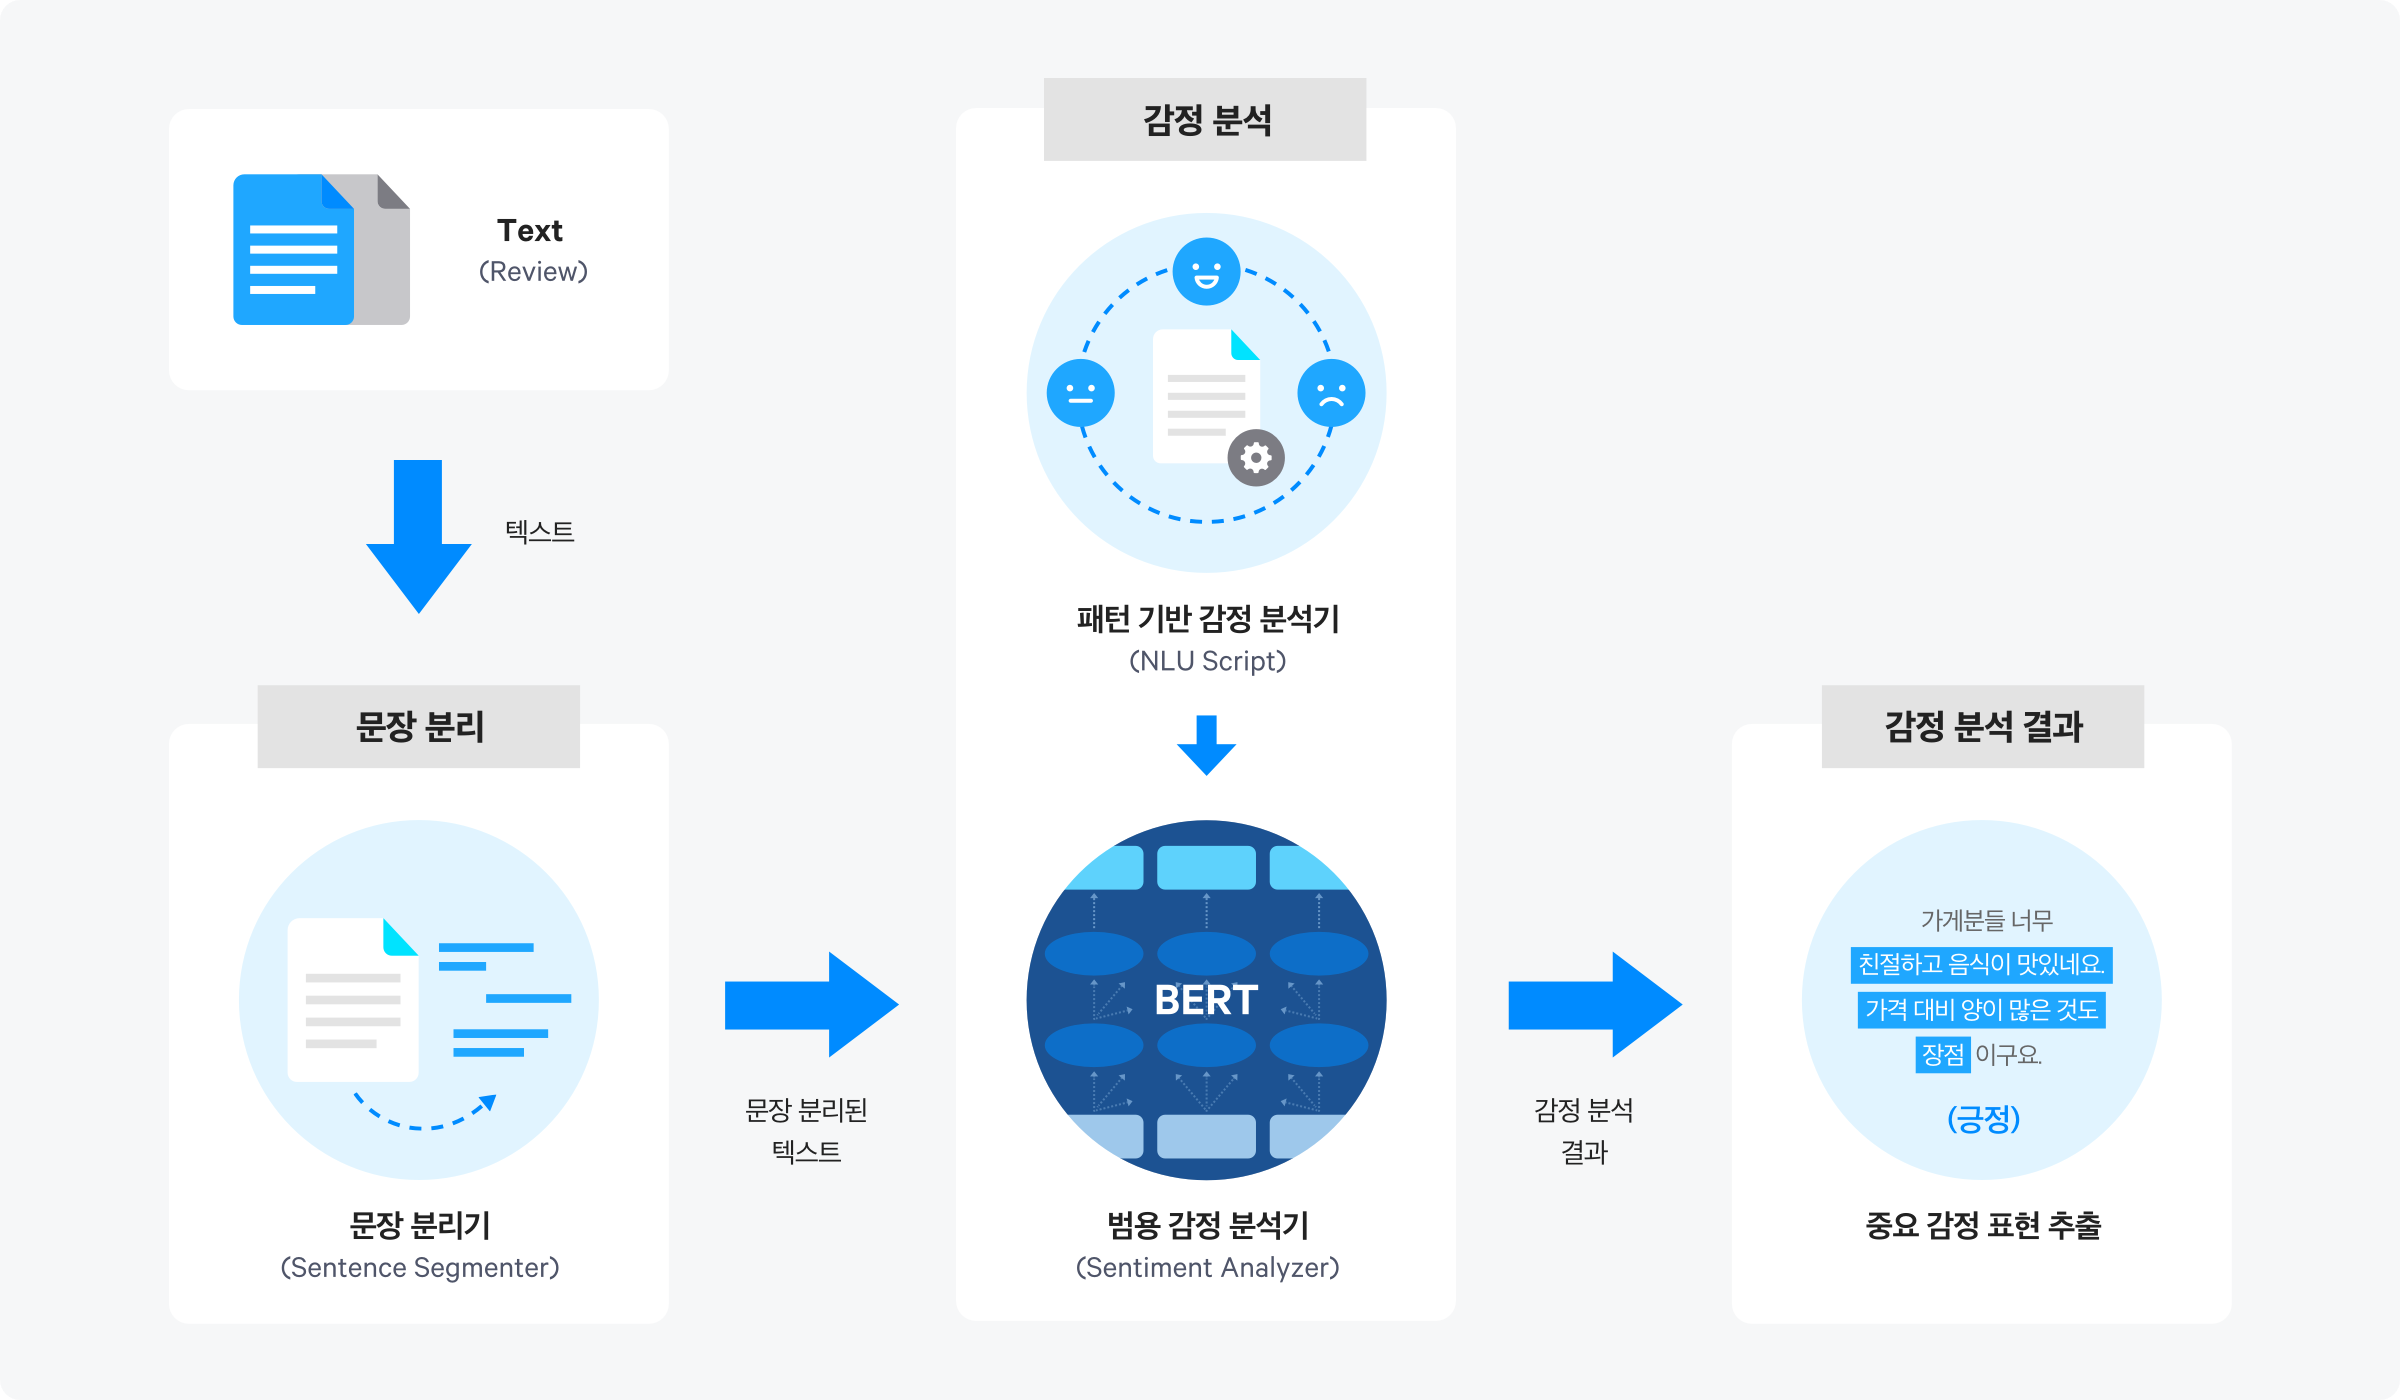 Text
(Review)
텍스트
문장 분리
문장 분리기
(Sentence Segmenter)
문장 분리된
텍스트
감정 분석
패턴 기반 감정 분석기
(NLU Script)
BERT
범용 감정 분석기
(Sentiment Analyzer)
감정 분석
결과
감정 분석 결과
가게분들 너무
친절하고 음식이 맛있네요.
가격 대비 양이 많은 것도
장점 이구요.
(긍정)
중요 감정 표현 추출